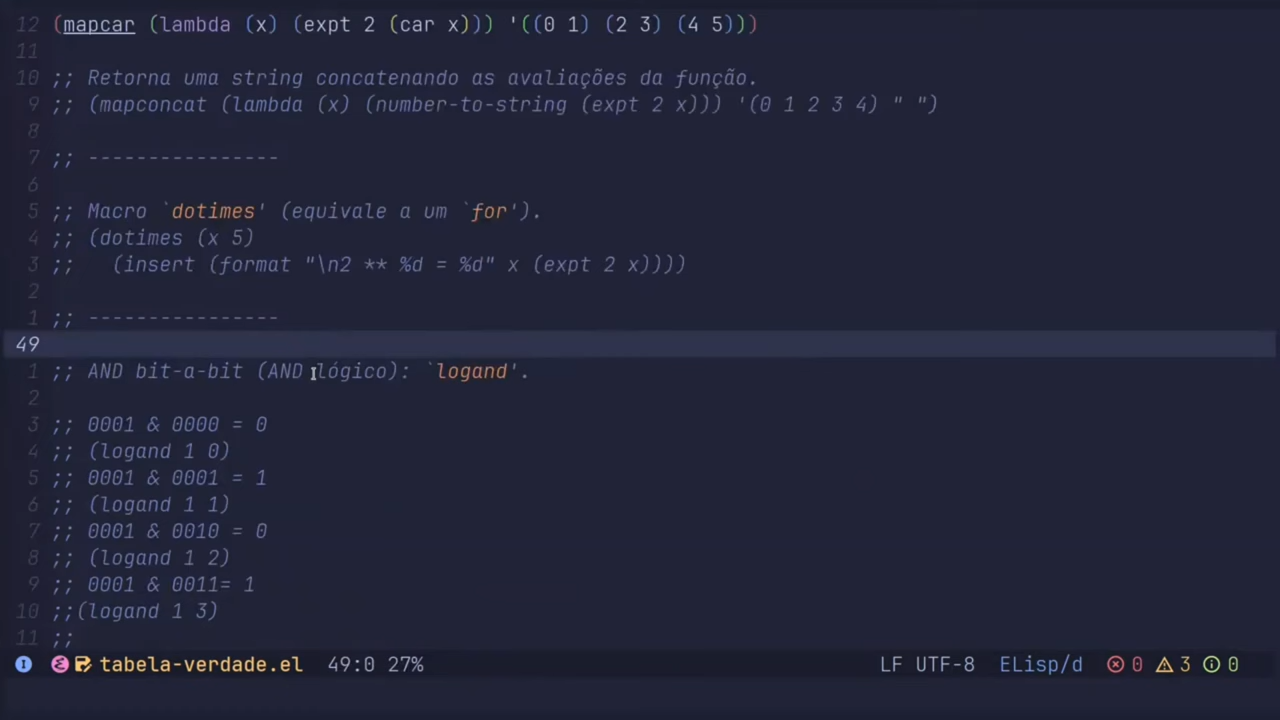 12 (mapcar (lambda (x) (expt 2 (car x))) '((0 1) (2 3) (4 5)))
11
10 ;; Retorna uma string concatenando as avaliações da função.
9 ;; (mapconcat (lambda (x) (number-to-string (expt 2 x))) '(0 1 2 3 4) " ")
8
7 ;; ----------------
6
5 ;; Macro `dotimes' (equivale a um `for').
4 ;; (dotimes (x 5)
3 ;;   (insert (format "\n2 ** %d = %d" x (expt 2 x))))
2
1 ;; ----------------
49
1 ;; AND bit-a-bit (AND lógico): `logand'.
2
3 ;; 0001 & 0000 = 0
4 ;; (logand 1 0)
5 ;; 0001 & 0001 = 1
6 ;; (logand 1 1)
7 ;; 0001 & 0010 = 0
8 ;; (logand 1 2)
9 ;; 0001 & 0011= 1
10 ;;(logand 1 3)
11 ;;
I tabela-verdade.el 49:0 27% LF UTF-8 ELisp/d 0 3 0